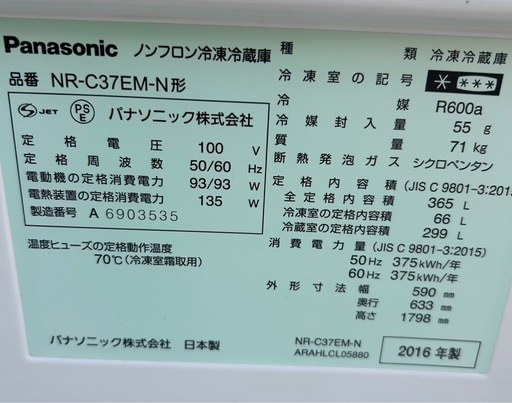 Panasonic ノンフロン冷凍冷蔵庫
品番 NR-C37EM-N形
S JET PSE パナソニック株式会社
定格電圧 100 V
定格周波数 50/60 Hz
電動機の定格消費電力 93/93 W
電熱装置の定格消費電力 135 W
製造番号 A 6903535
温度ヒューズの定格動作温度
70℃(冷凍室霜取用)
パナソニック株式会社 日本製
種類 冷凍冷蔵庫
冷凍室の記号 * ***
冷媒 R600a
冷媒封入量 55 g
質量 71 kg
断熱発泡ガス シクロペンタン
定格内容積 (JIS C 9801-3:2015)
全定格内容積 365 L
冷凍室の定格内容積 66 L
冷蔵室の定格内容積 299 L
消費電力量 (JIS C 9801-3:2015)
50 Hz 375 kWh/年
60 Hz 375 kWh/年
外形寸法 幅 590 mm
奥行 633 mm
高さ 1798 mm
NR-C37EM-N
ARAHLCL05880
2016 年製